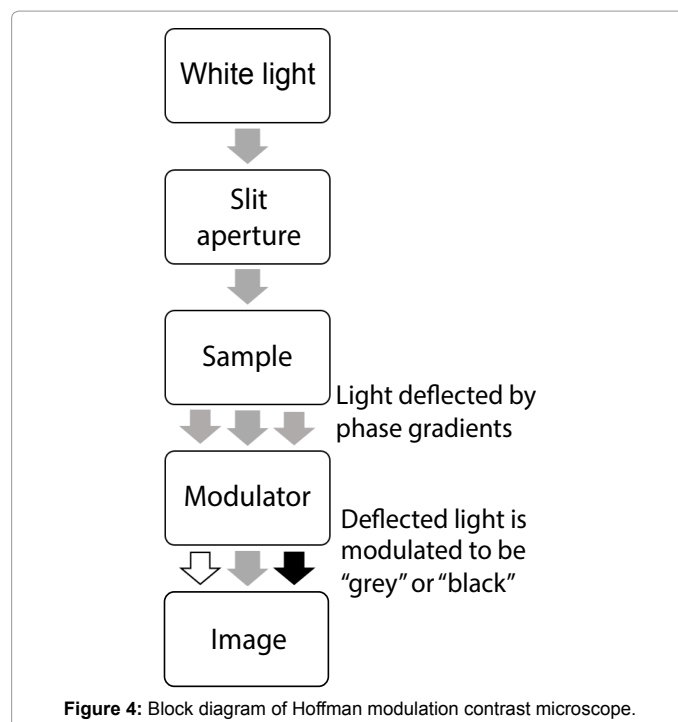 White light
Slit
aperture
Sample
Light deflected by
phase gradients
Modulator
Deflected light is
modulated to be
“grey” or “black”
Image
Figure 4: Block diagram of Hoffman modulation contrast microscope.